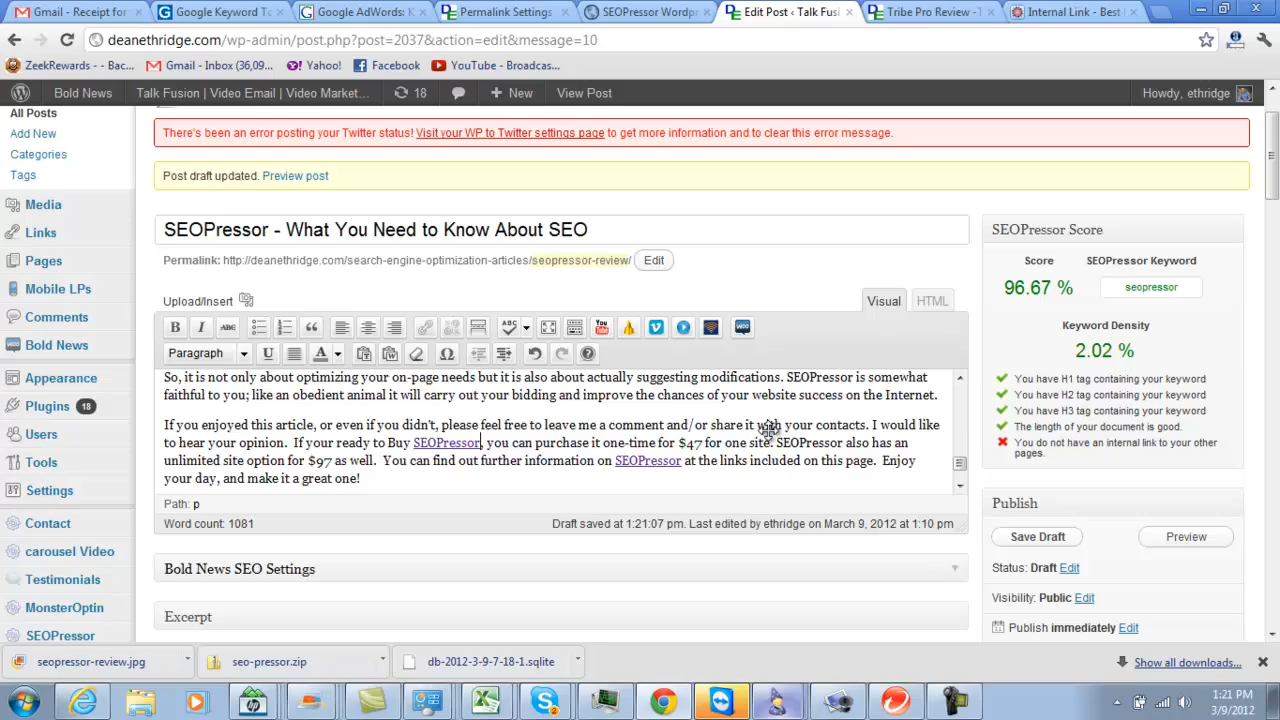 Gmail - Receipt for
Google Keyword To
Google AdWords: K
Permalink Settings
SEOPressor Wordpr
Edit Post ‹ Talk Fusi
Tribe Pro Review - T
Internal Link - Best
deanethridge.com/wp-admin/post.php?post=2037&action=edit&message=10
ZeekRewards - - Bac...
Gmail - Inbox (36,09...
Yahoo!
Facebook
YouTube - Broadcas...
Bold News
Talk Fusion | Video Email | Video Market...
18
New
View Post
Howdy, ethridge
All Posts
Add New
Categories
Tags
Media
Links
Pages
Mobile LPs
Comments
Bold News
Appearance
Plugins 18
Users
Tools
Settings
Contact
carousel Video
Testimonials
MonsterOptin
SEOPressor
There's been an error posting your Twitter status! Visit your WP to Twitter settings page to get more information and to clear this error message.
Post draft updated. Preview post
SEOPressor - What You Need to Know About SEO
Permalink: http://deanethridge.com/search-engine-optimization-articles/seopressor-review/ Edit
Upload/Insert
Visual
HTML
B I ABC
ABC
You Tube
Paragraph
U
A
Ω
So, it is not only about optimizing your on-page needs but it is also about actually suggesting modifications. SEOPressor is somewhat
faithful to you; like an obedient animal it will carry out your bidding and improve the chances of your website success on the Internet.
If you enjoyed this article, or even if you didn't, please feel free to leave me a comment and/or share it with your contacts. I would like
to hear your opinion. If your ready to Buy SEOPressor, you can purchase it one-time for $47 for one site. SEOPressor also has an
unlimited site option for $97 as well. You can find out further information on SEOPressor at the links included on this page. Enjoy
your day, and make it a great one!
Path: p
Word count: 1081
Draft saved at 1:21:07 pm. Last edited by ethridge on March 9, 2012 at 1:10 pm
Bold News SEO Settings
Excerpt
SEOPressor Score
Score
SEOPressor Keyword
96.67 %
seopressor
Keyword Density
2.02 %
You have H1 tag containing your keyword
You have H2 tag containing your keyword
You have H3 tag containing your keyword
The length of your document is good.
You do not have an internal link to your other
pages.
Publish
Save Draft
Preview
Status: Draft Edit
Visibility: Public Edit
Publish immediately Edit
seopressor-review.jpg
seo-pressor.zip
db-2012-3-9-7-18-1.sqlite
Show all downloads...
1:21 PM
3/9/2012